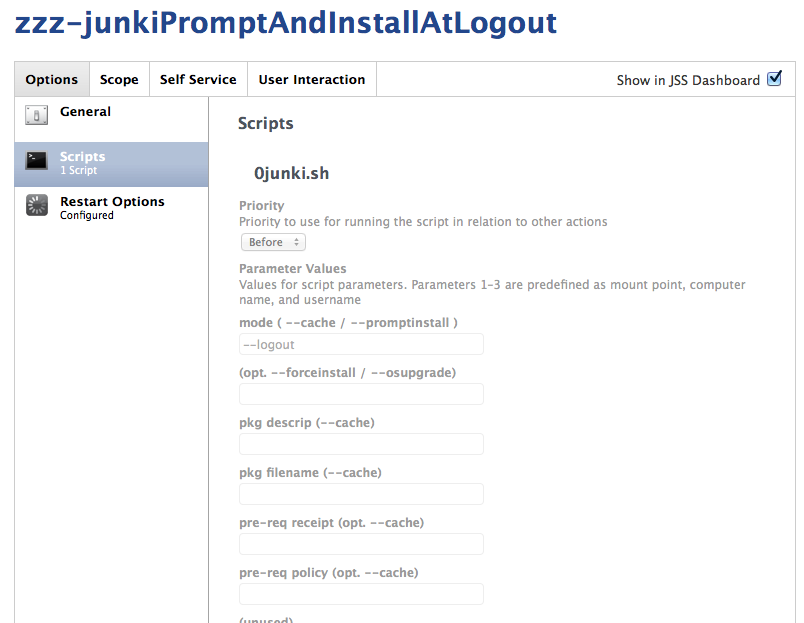 zzz-junkiPromptAndInstallAtLogout
Options Scope Self Service User Interaction Show in JSS Dashboard
General
Scripts
1 Script
Restart Options
Configured
Scripts
0junki.sh
Priority
Priority to use for running the script in relation to other actions
Before
Parameter Values
Values for script parameters. Parameters 1-3 are predefined as mount point, computer
name, and username
mode ( --cache / --promptinstall )
--logout
(opt. --forceinstall / --osupgrade)
pkg descrip (--cache)
pkg filename (--cache)
pre-req receipt (opt. --cache)
pre-req policy (opt. --cache)
(unused)